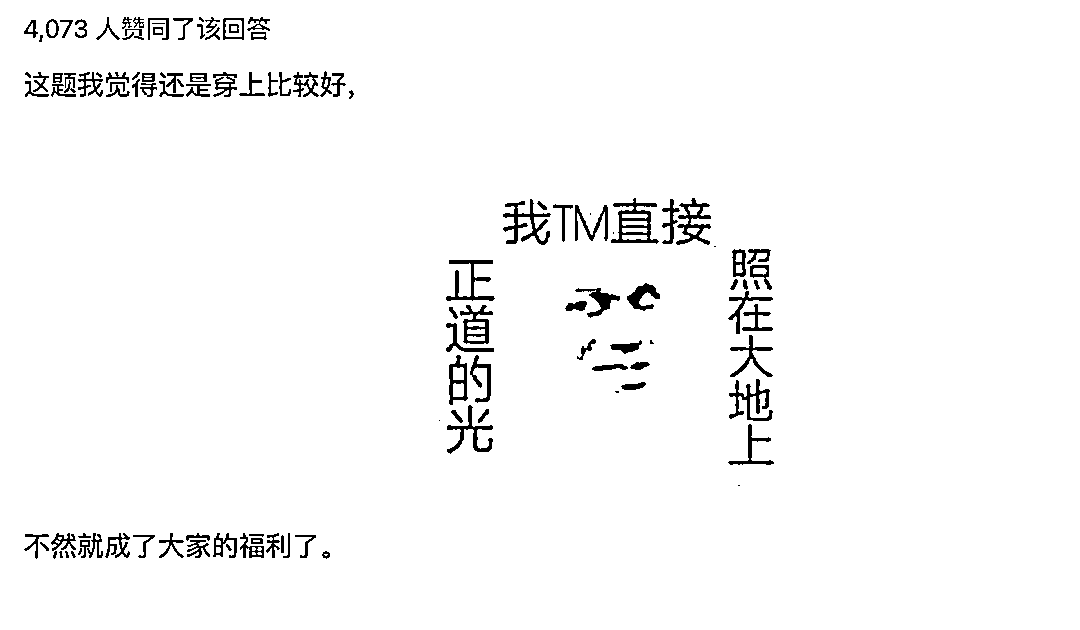 4,073 人赞同了该回答
这题我觉得还是穿上比较好，
我TM直接
正道的光
照在大地上
不然就成了大家的福利了。